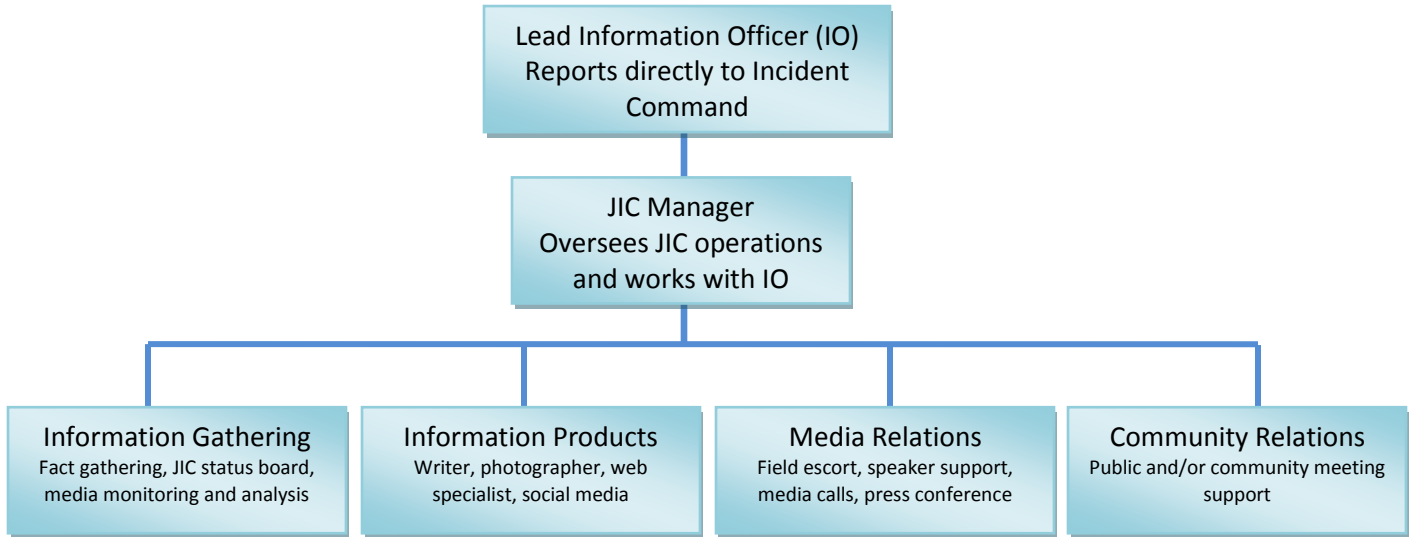 Lead Information Officer (IO)
Reports directly to Incident
Command
JIC Manager
Oversees JIC operations
and works with IO
Information Gathering
Fact gathering, JIC status board,
media monitoring and analysis
Information Products
Writer, photographer, web
specialist, social media
Media Relations
Field escort, speaker support,
media calls, press conference
Community Relations
Public and/or community meeting
support